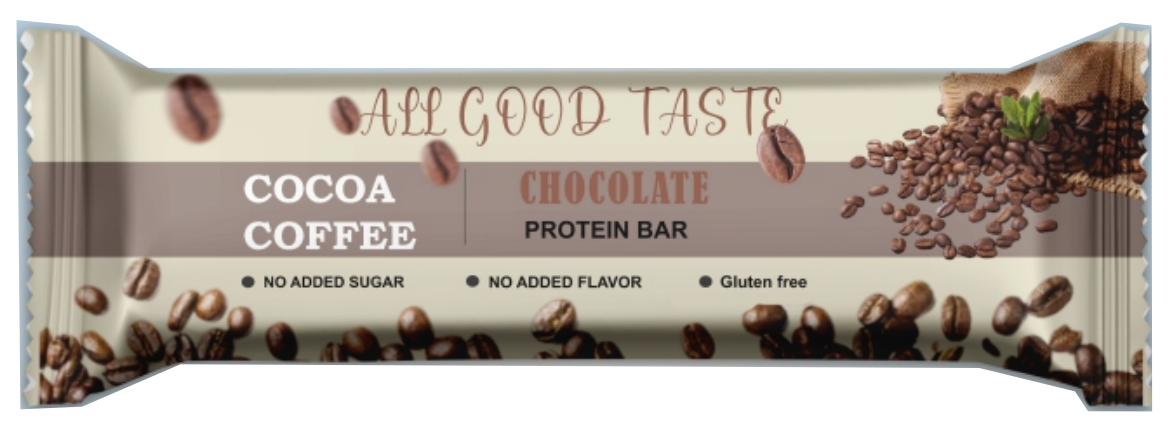 ALL GOOD TASTE
COCOA
COFFEE
CHOCOLATE
PROTEIN BAR
NO ADDED SUGAR
NO ADDED FLAVOR
Gluten free